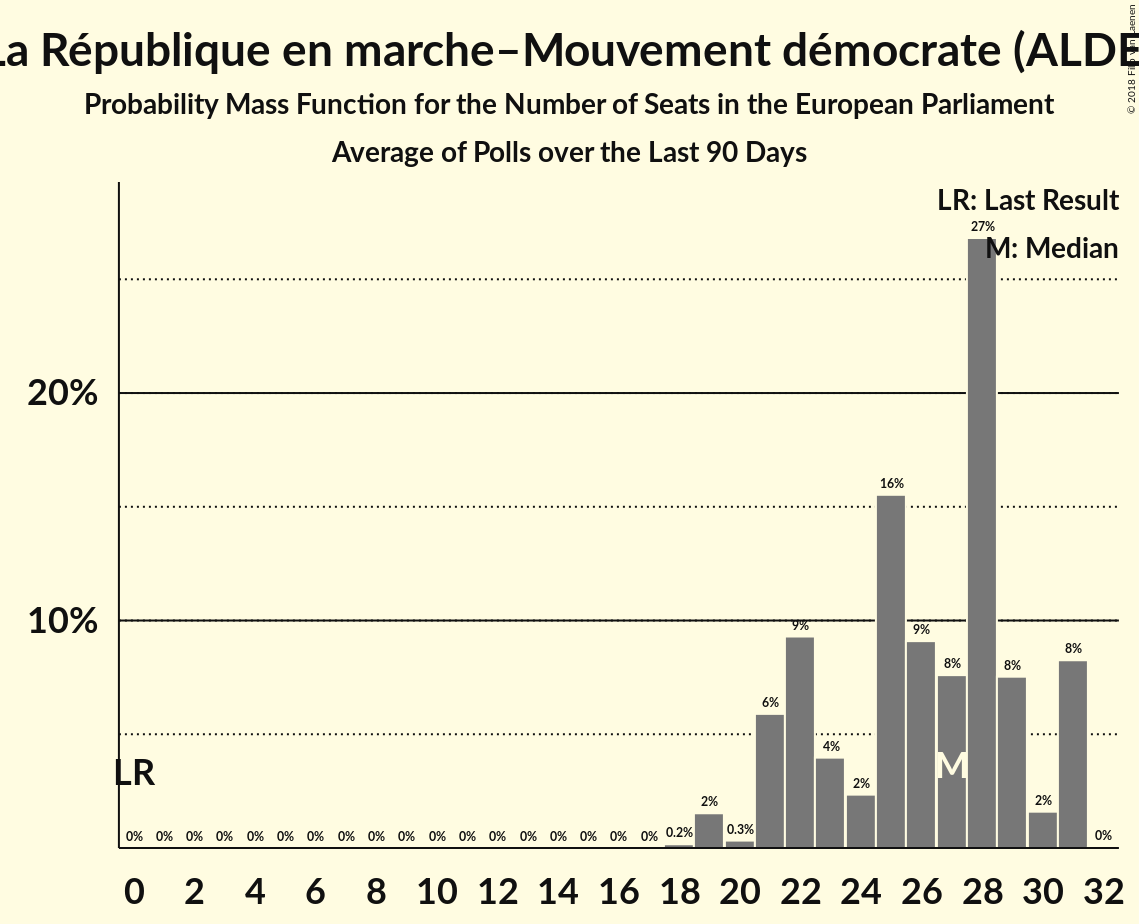 La République en marche–Mouvement démocrate (ALDE
Probability Mass Function for the Number of Seats in the European Parliament
Average of Polls over the Last 90 Days
© 2018 Filip van Laenen
LR: Last Result
M: Median
27%
20%
16%
10%
9%
9%
8%
8%
8%
6%
4%
2%
2%
2%
LR
M
0% 0% 0% 0% 0% 0% 0% 0% 0% 0% 0% 0% 0% 0% 0% 0% 0% 0% 0.2% 0.3% 0%
0 2 4 6 8 10 12 14 16 18 20 22 24 26 28 30 32